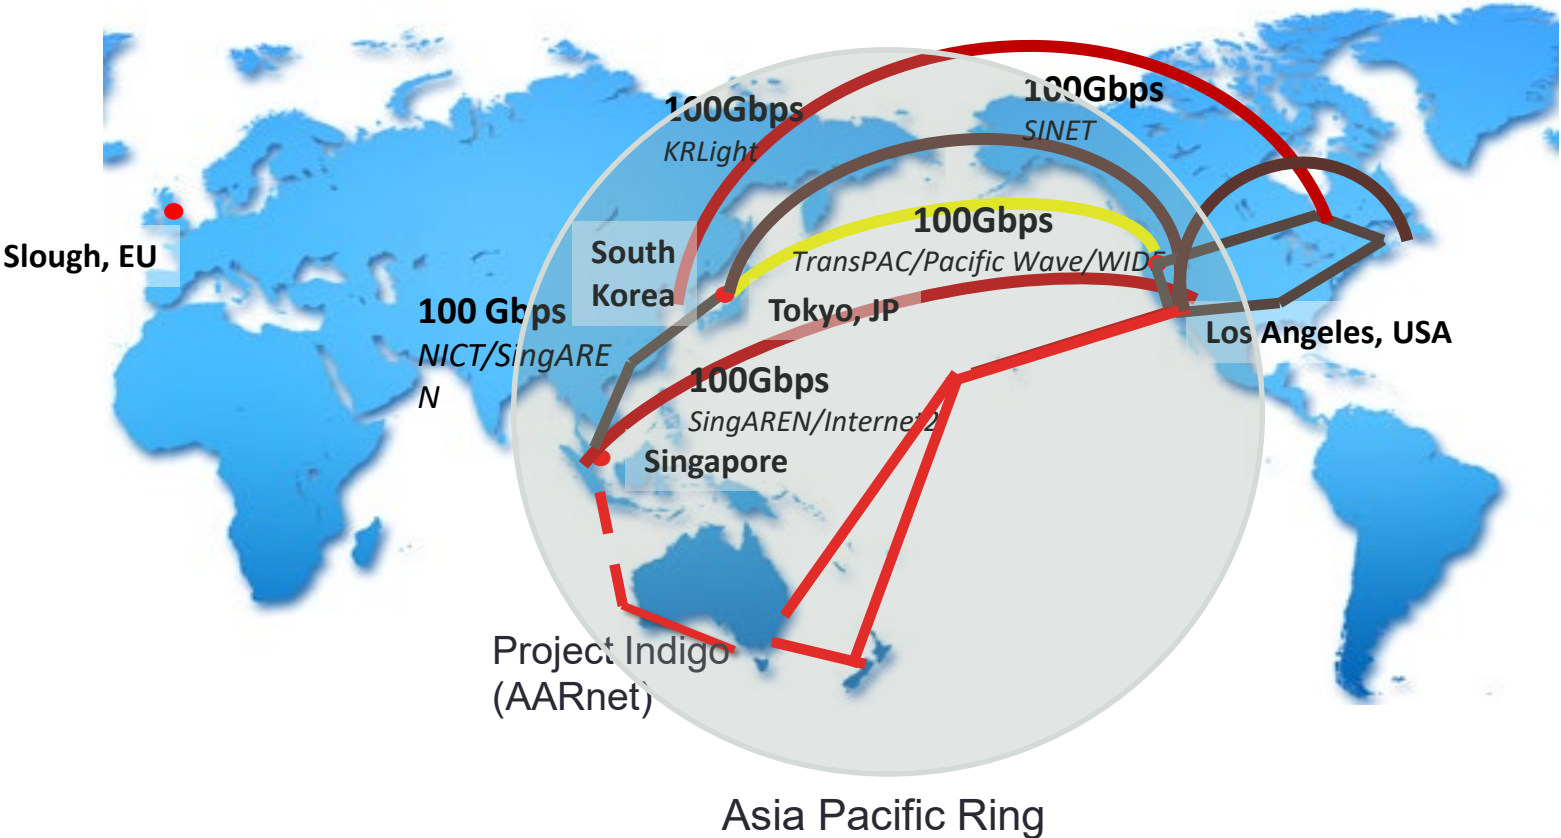 100Gbps
KRLight
100Gbps
SINET
Slough, EU
South
Korea
100Gbps
TransPAC/Pacific Wave/WIDE
100 Gbps
NICT/SingARE
N
Tokyo, JP
Los Angeles, USA
100Gbps
SingAREN/Internet2
Singapore
Project Indigo
(AARnet)
Asia Pacific Ring